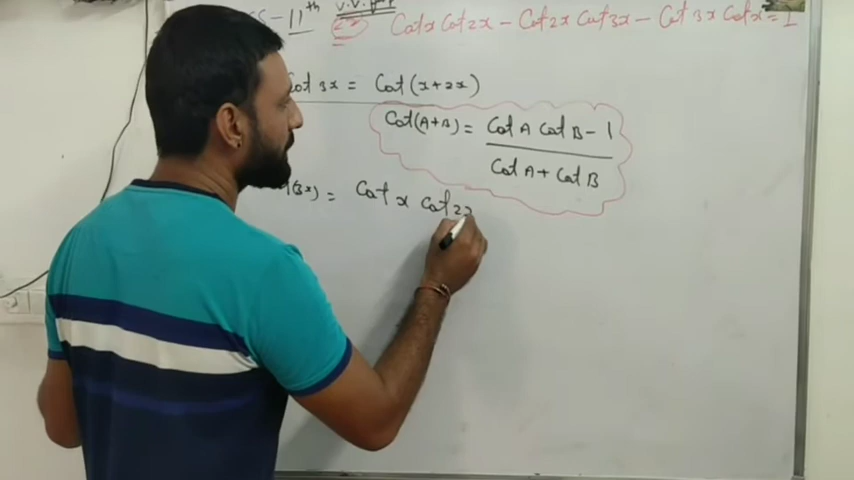 11th v.v. Imp
22 Cot x Cot 2x - Cot 2x Cot 3x - Cot 3x Cot x = 1
Cot 3x = Cot (x+2x)
Cot (A+B) = Cot A Cot B - 1
Cot A + Cot B
(3x) = Cot x Cot 2x